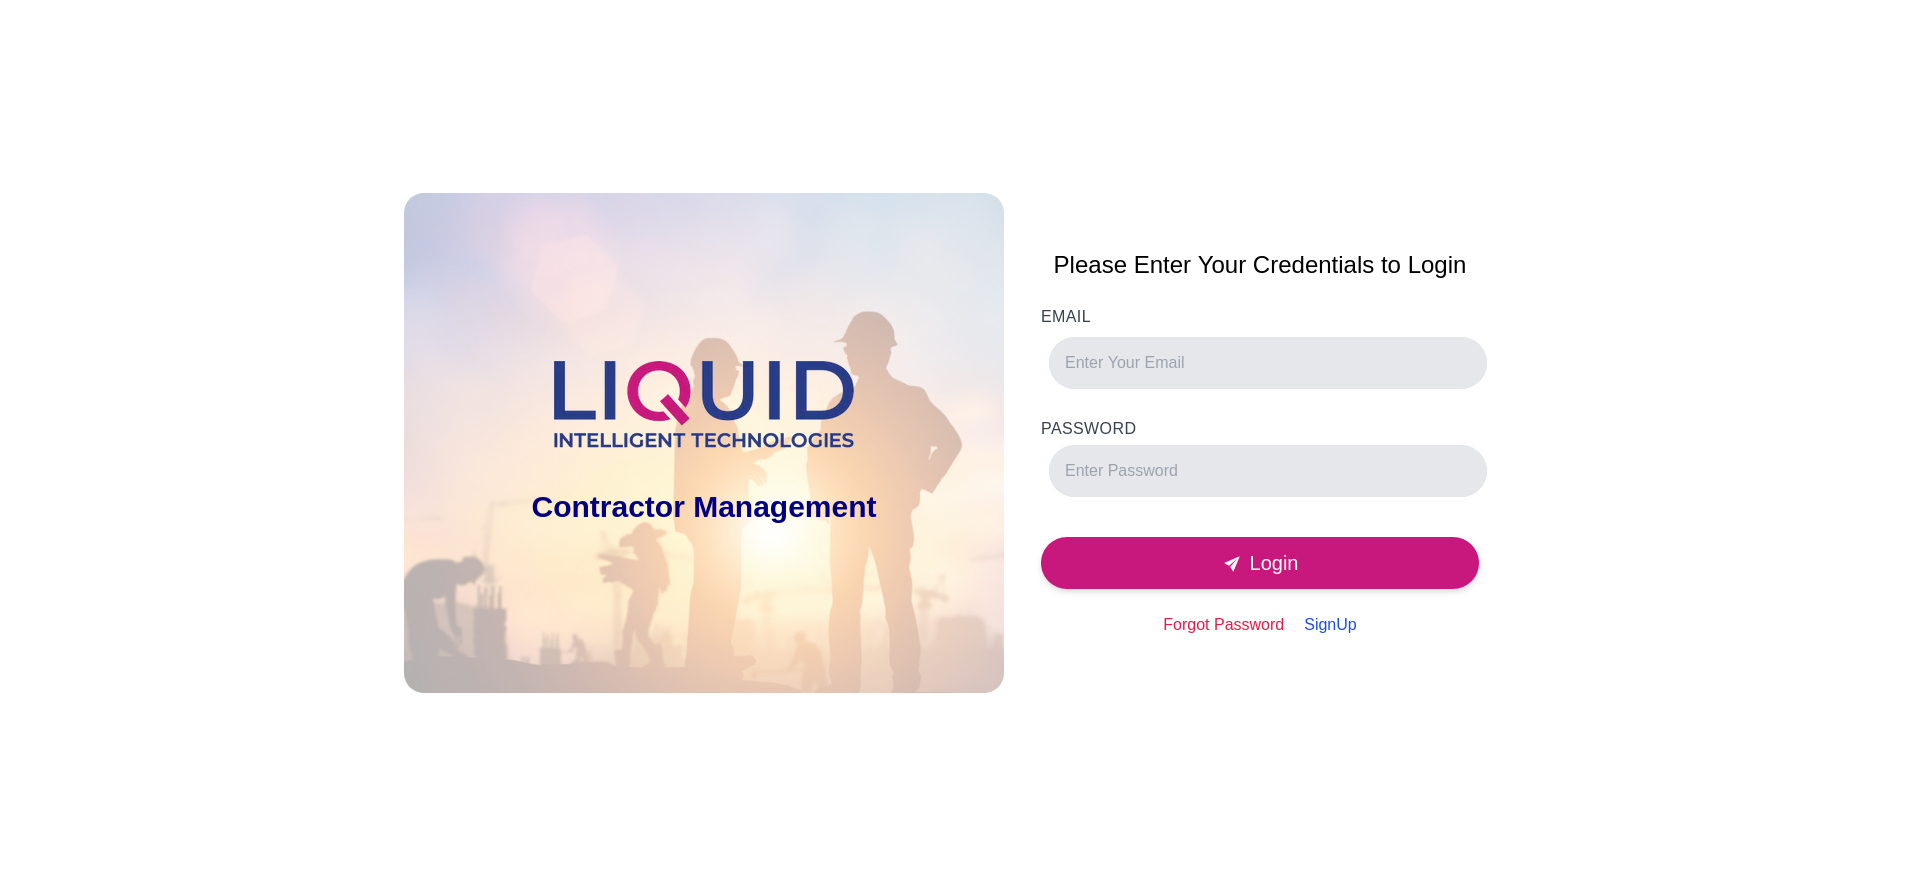 LIQUID
INTELLIGENT TECHNOLOGIES
Contractor Management
Please Enter Your Credentials to Login
EMAIL
Enter Your Email
PASSWORD
Enter Password
Login
Forgot Password SignUp